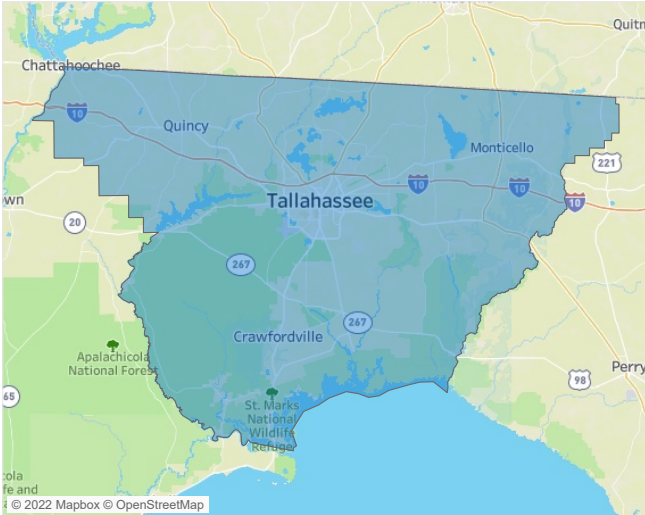 Quitm
Chattahoochee
10
Quincy
Monticello
221
10
10
Tallahassee
10
own
20
267
267
Crawfordville
Apalachicola
National Forest
Perry
98
65
St. Marks
National
Wildlife
Refuge
cola
fe and
© 2022 Mapbox © OpenStreetMap